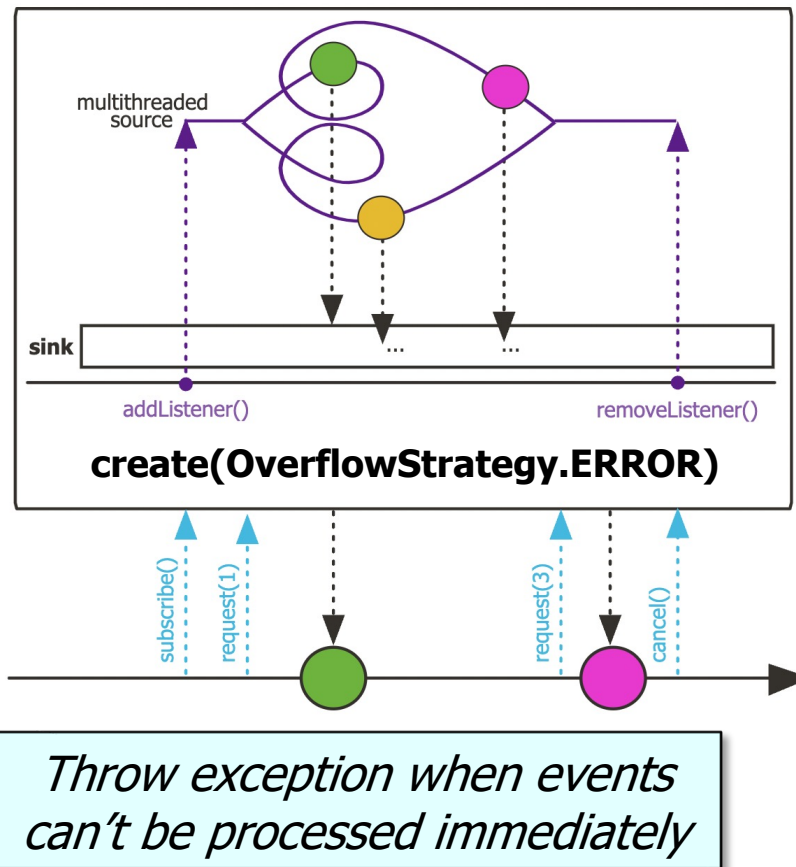 multithreaded
source
sink
...
...
addListener()
removeListener()
create(OverflowStrategy.ERROR)
subscribe()
request(1)
request(3)
cancel()
Throw exception when events
can't be processed immediately